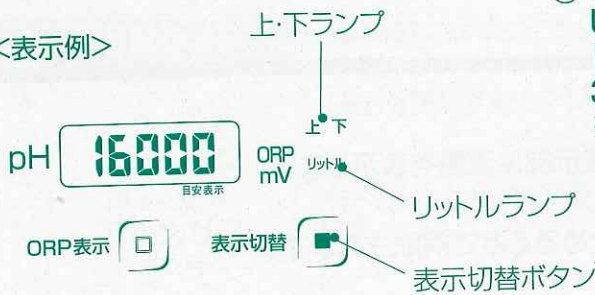 <表示例>
上・下ランプ
上 下
pH 16000 ORP mV リットル
目安表示
リットルランプ
ORP表示 表示切替
表示切替ボタン